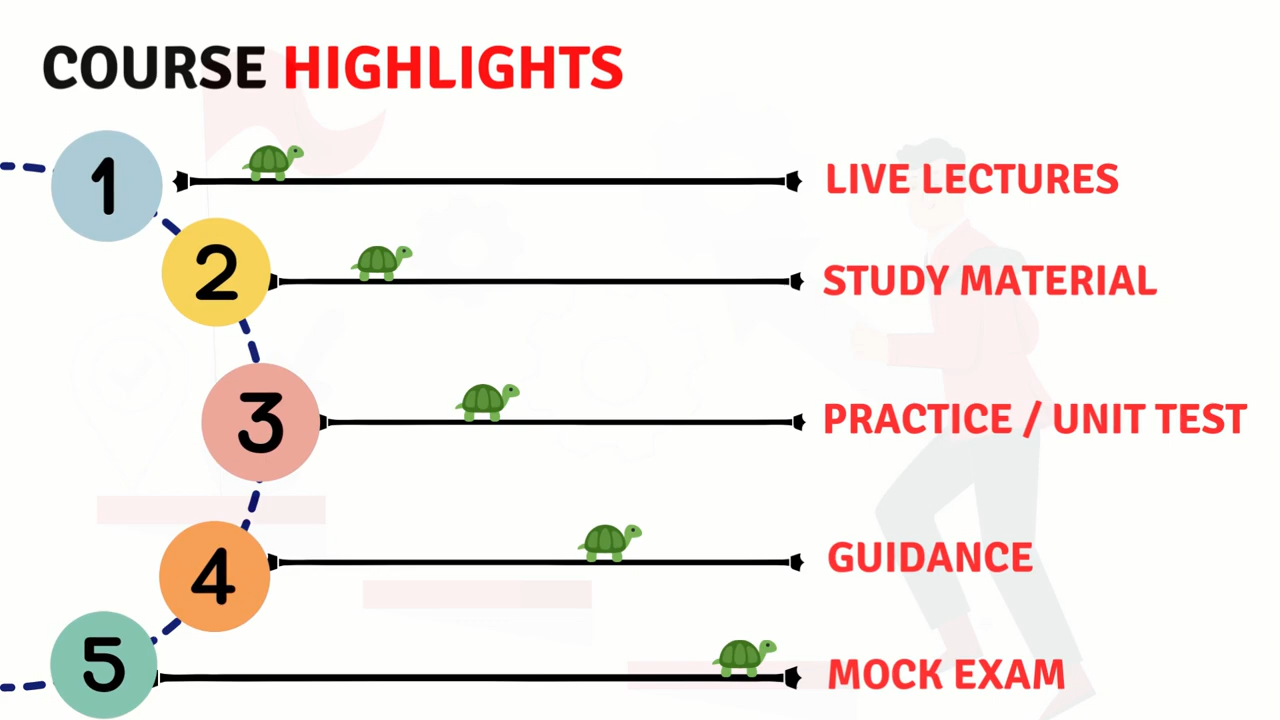 COURSE HIGHLIGHTS
1 LIVE LECTURES
2 STUDY MATERIAL
3 PRACTICE / UNIT TEST
4 GUIDANCE
5 MOCK EXAM